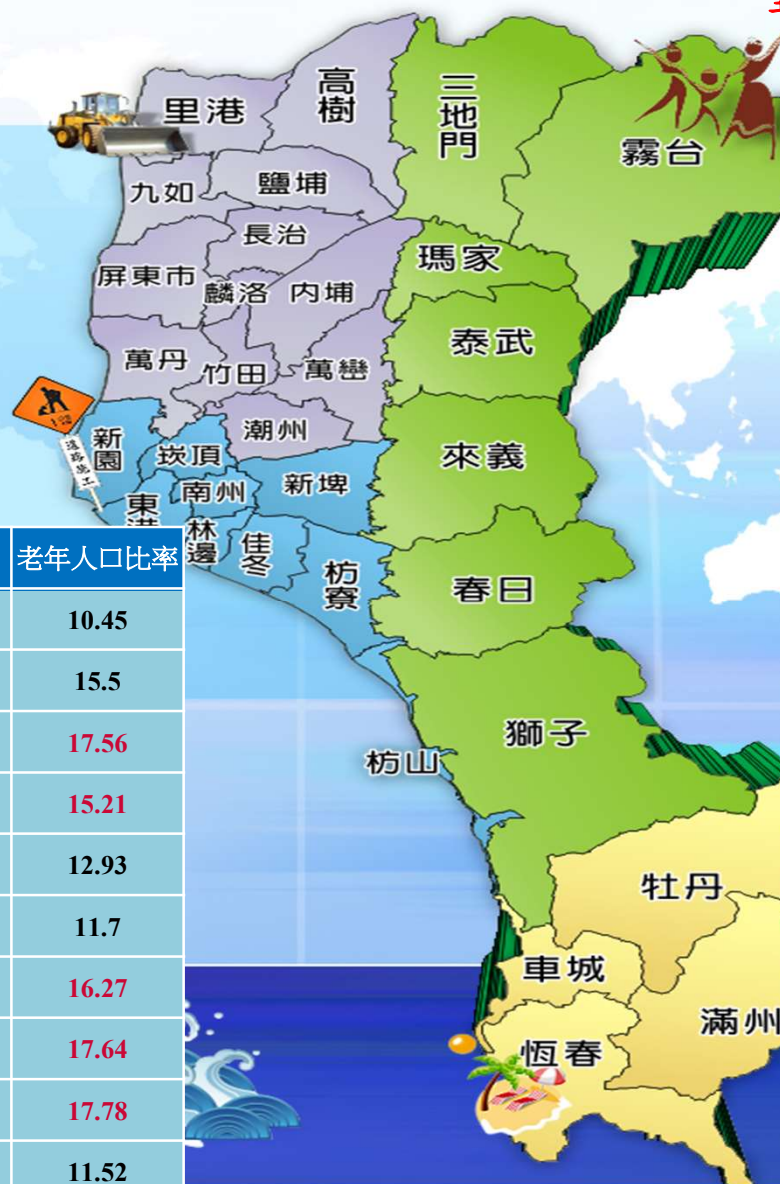 里港
高樹
三地門
霧台
九如
鹽埔
長治
屏東市
麟洛
內埔
瑪家
泰武
萬丹
竹田
萬巒
潮州
新園
崁頂
來義
南州
新埤
東港
林邊
佳冬
枋寮
春日
道路施工
獅子
枋山
牡丹
車城
滿州
恆春
老年人口比率
10.45
15.5
17.56
15.21
12.93
11.7
16.27
17.64
17.78
11.52